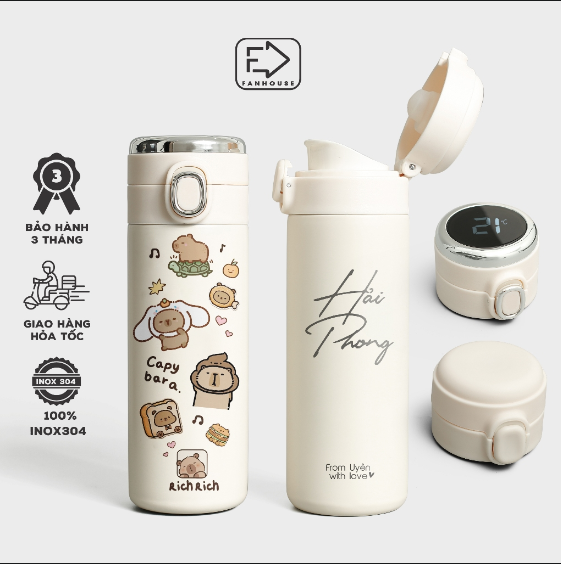 FANHOUSE
3
BẢO HÀNH
3 THÁNG
GIAO HÀNG
HỎA TỐC
INOX 304
100%
INOX304
Capy
bara.
RichRich
Hải
Phong
From Uyên
with love
21°C